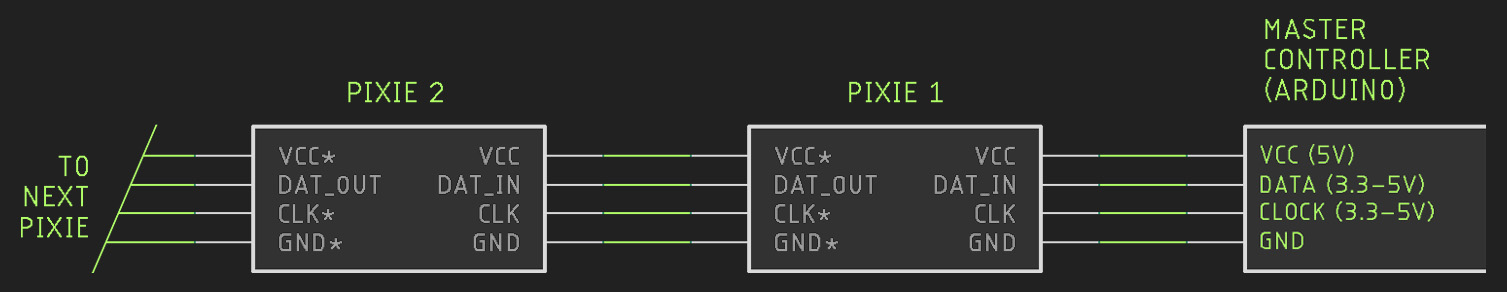 MASTER
CONTROLLER
(ARDUINO)
PIXIE 2
PIXIE 1
TO
NEXT
PIXIE
VCC* VCC
DAT_OUT DAT_IN
CLK* CLK
GND* GND
VCC* VCC
DAT_OUT DAT_IN
CLK* CLK
GND* GND
VCC (5V)
DATA (3.3-5V)
CLOCK (3.3-5V)
GND